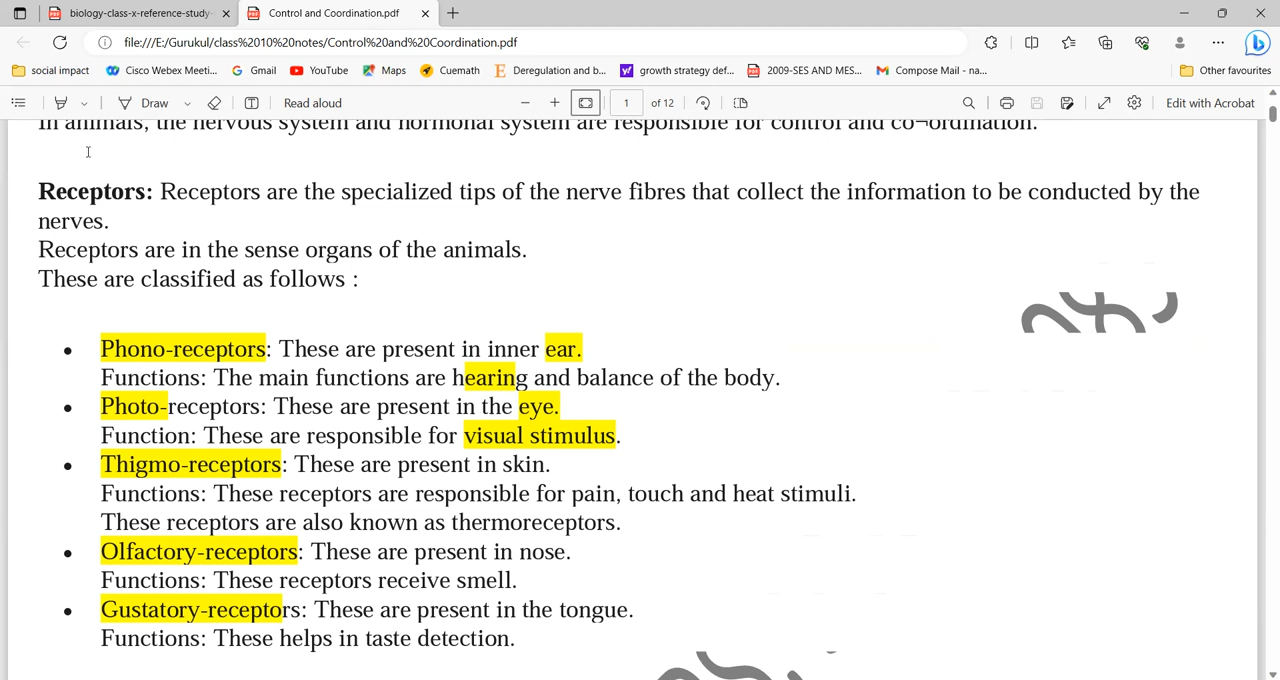 biology-class-x-reference-study-
Control and Coordination.pdf
file:///E:/Gurukul/class%2010%20notes/Control%20and%20Coordination.pdf
social impact
Cisco Webex Meeti...
Gmail
YouTube
Maps
Cuemath
Deregulation and b...
growth strategy def...
2009-SES AND MES...
Compose Mail - na...
Other favourites
Draw
Read aloud
1 of 12
Edit with Acrobat
In animals, the nervous system and hormonal system are responsible for control and co¬ordination.
Receptors: Receptors are the specialized tips of the nerve fibres that collect the information to be conducted by the
nerves.
Receptors are in the sense organs of the animals.
These are classified as follows :
• Phono-receptors: These are present in inner ear.
Functions: The main functions are hearing and balance of the body.
• Photo-receptors: These are present in the eye.
Function: These are responsible for visual stimulus.
• Thigmo-receptors: These are present in skin.
Functions: These receptors are responsible for pain, touch and heat stimuli.
These receptors are also known as thermoreceptors.
• Olfactory-receptors: These are present in nose.
Functions: These receptors receive smell.
• Gustatory-receptors: These are present in the tongue.
Functions: These helps in taste detection.